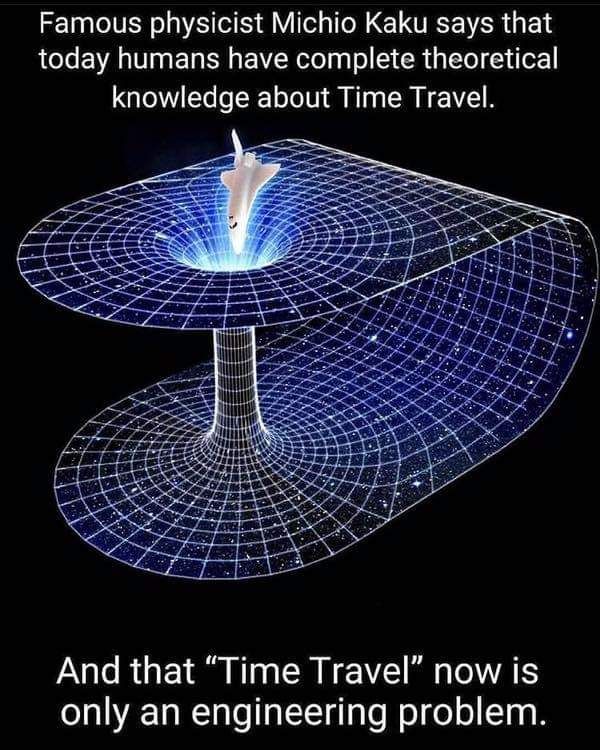 Famous physicist Michio Kaku says that
today humans have complete theoretical
knowledge about Time Travel.
And that “Time Travel” now is
only an engineering problem.